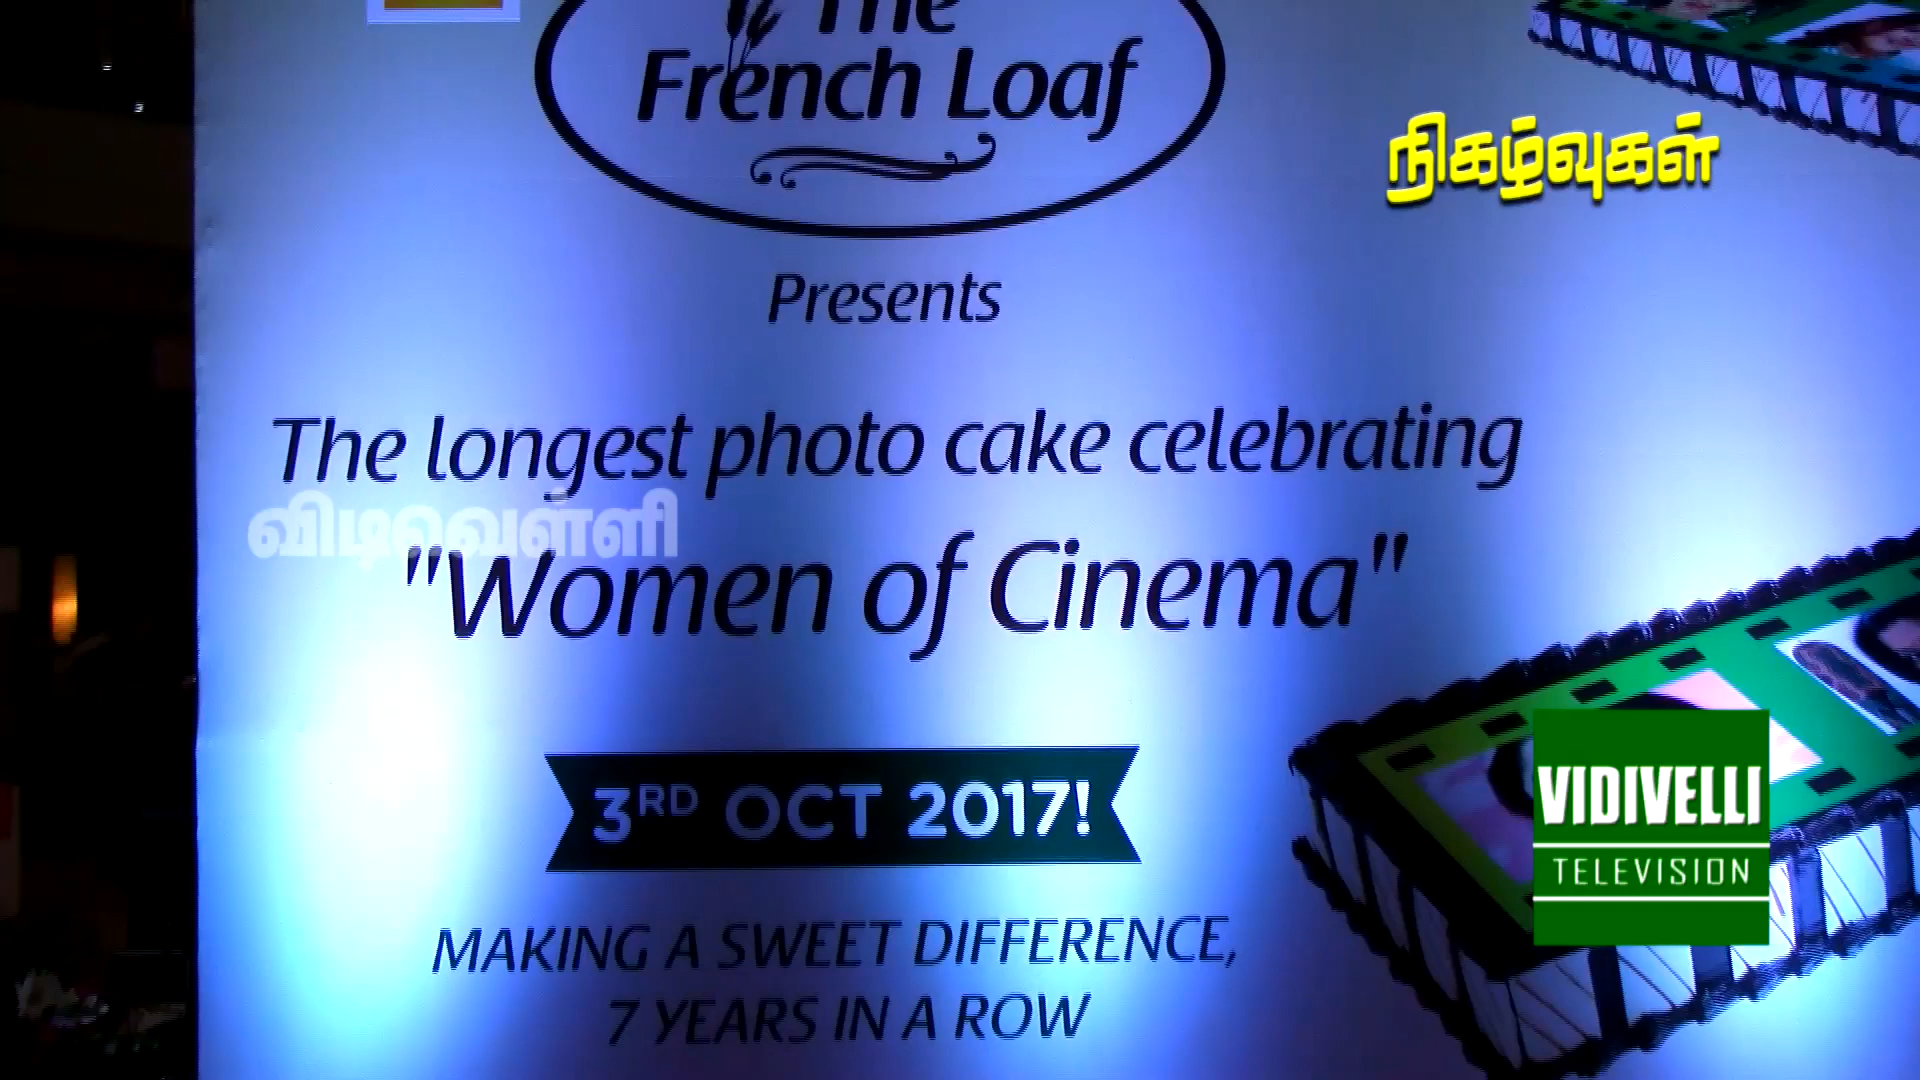 The
French Loaf
நிகழ்வுகள்
Presents
The longest photo cake celebrating
விடிவெள்ளி
"Women of Cinema"
3RD OCT 2017!
VIDIVELLI
TELEVISION
MAKING A SWEET DIFFERENCE,
7 YEARS IN A ROW